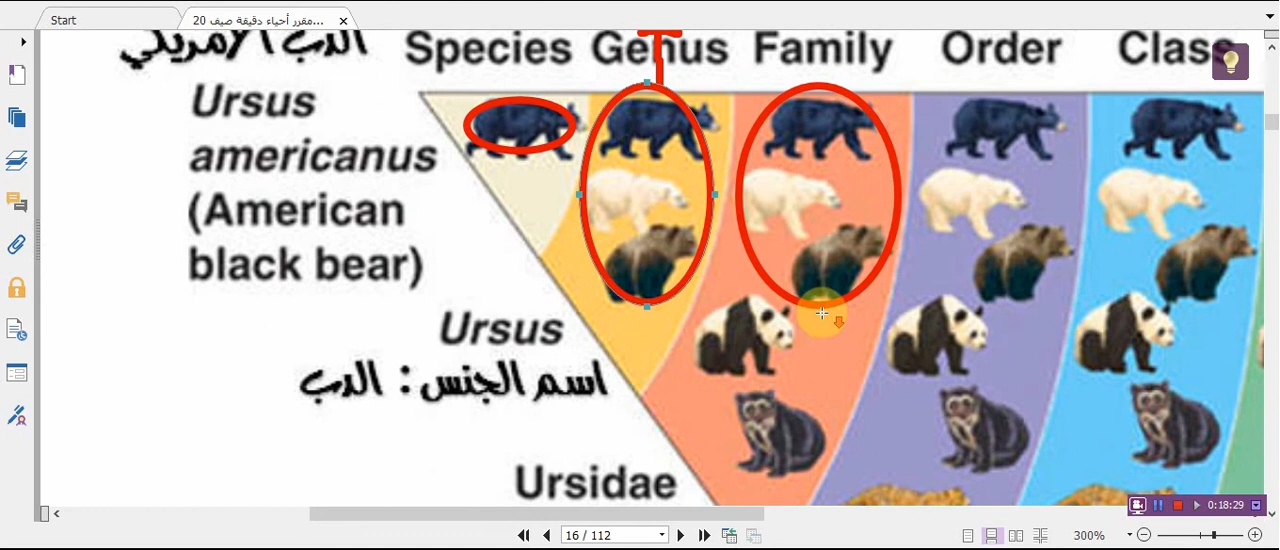 Start
مقرر أحياء دقيقة صيف 20...
الدب الأمريكي
Species Genus Family Order Class
Ursus
americanus
(American
black bear)
Ursus
اسم الجنس : الدب
Ursidae
0:18:29
16 / 112
300%